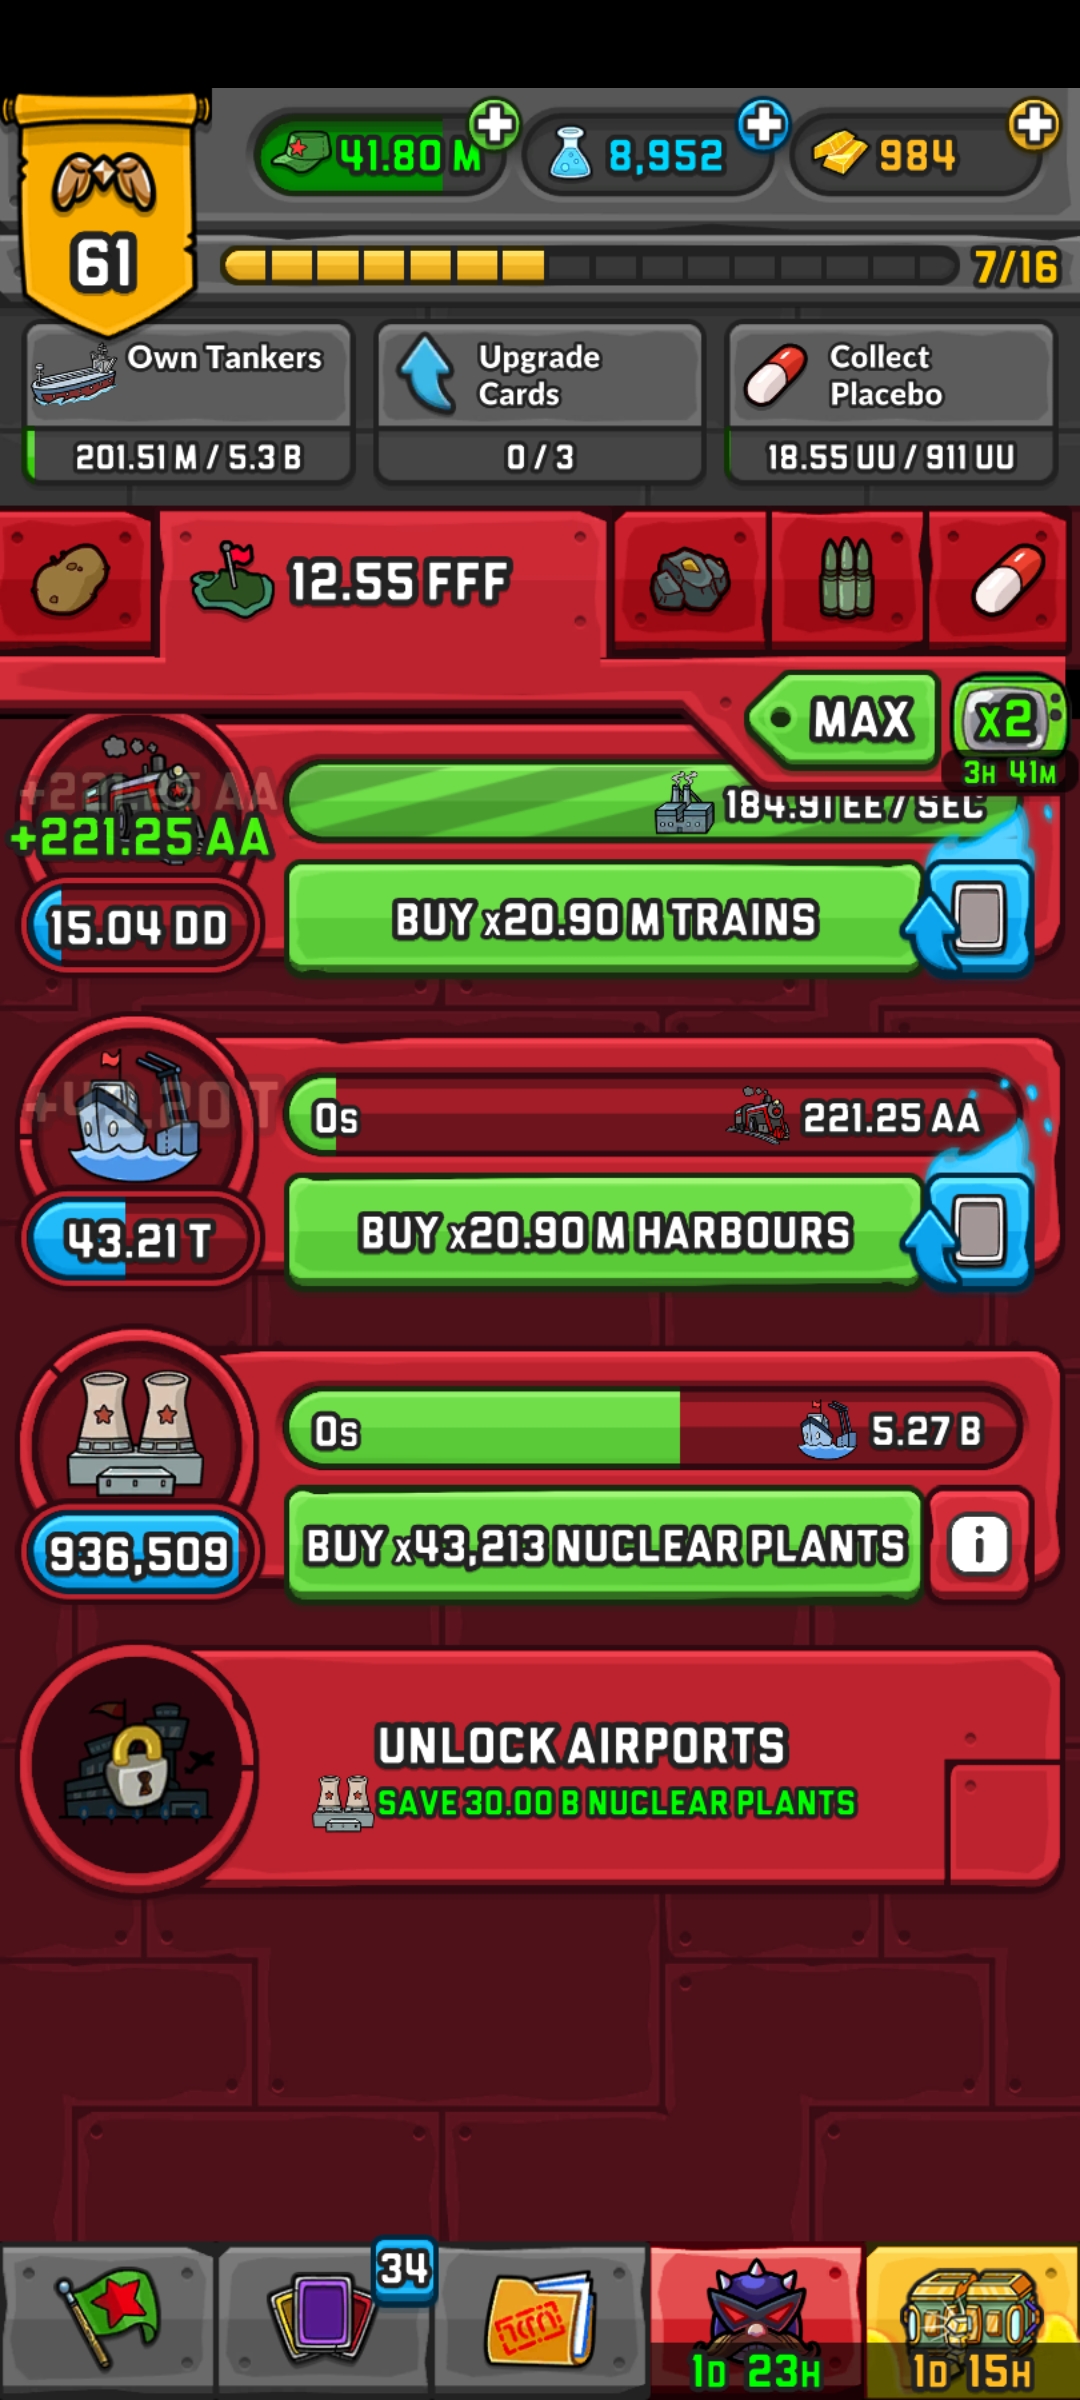 41.80 M
8,952
984
61
7/16
Own Tankers
201.51 M / 5.3 B
Upgrade
Cards
0 / 3
Collect
Placebo
18.55 UU / 911 UU
12.55 FFF
MAX
x2
3H 41M
+221.25 AA
+221.25 AA
184.91 EE / SEC
15.04 DD
BUY x20.90 M TRAINS
0s
221.25 AA
43.21 T
BUY x20.90 M HARBOURS
0s
5.27 B
936,509
BUY x43,213 NUCLEAR PLANTS
i
UNLOCK AIRPORTS
SAVE 30.00 B NUCLEAR PLANTS
34
1D 23H
1D 15H